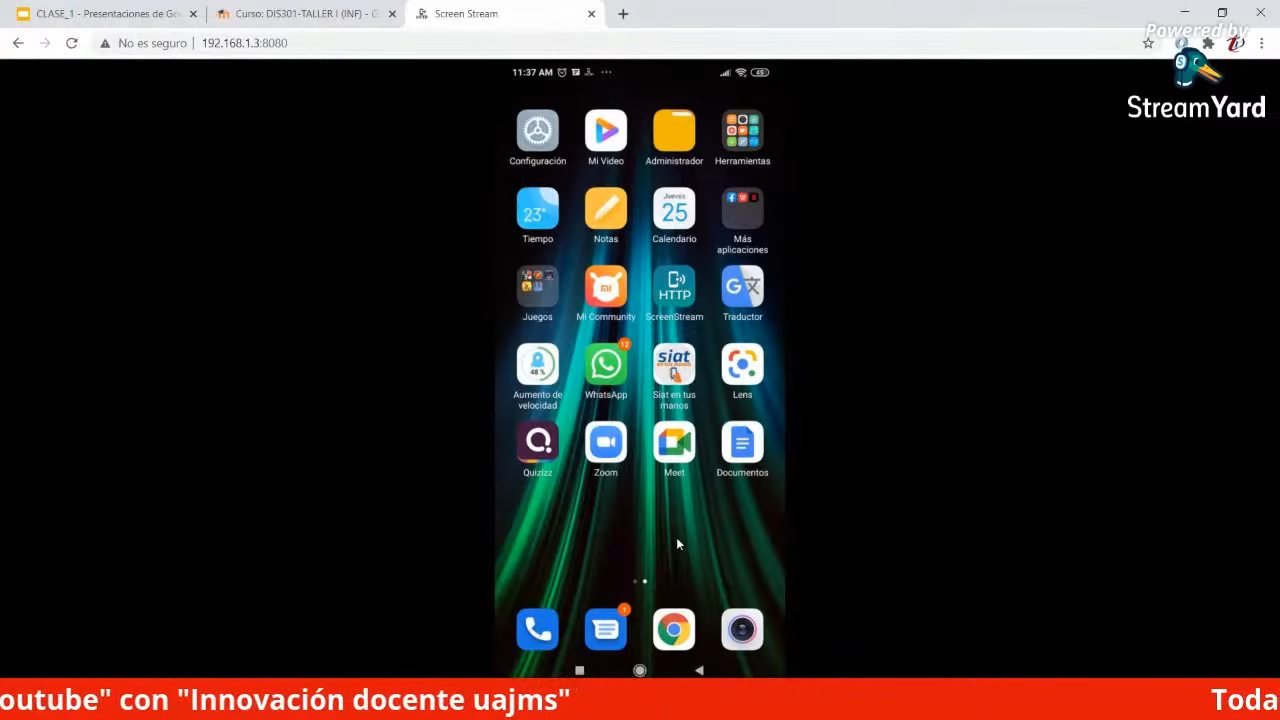 CLASE_1 - Presentaciones de Go
Curso: DIS301-TALLER I (INF) - G
Screen Stream
No es seguro
192.168.1.3:8080
Powered by
StreamYard
11:37 AM
Configuración
Mi Video
Administrador
Herramientas
23°
Tiempo
Notas
Jueves
25
Calendario
Más
aplicaciones
Juegos
Mi Community
HTTP
ScreenStream
Traductor
48 %
Aumento de
velocidad
12
WhatsApp
siat
Siat en tus
manos
Lens
Quizizz
Zoom
Meet
Documentos
1
outube" con "Innovación docente uajms"
Toda